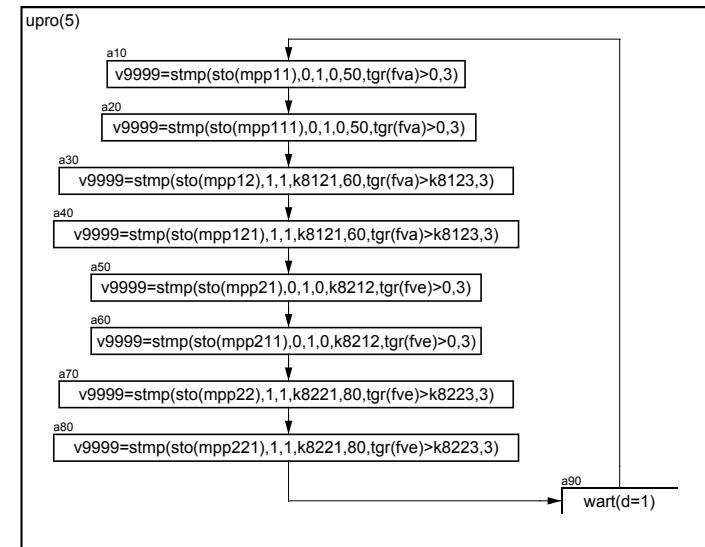 upro(5)
a10
v9999=stmp(sto(mpp11),0,1,0,50,tgr(fva)>0,3)
a20
v9999=stmp(sto(mpp111),0,1,0,50,tgr(fva)>0,3)
a30
v9999=stmp(sto(mpp12),1,1,k8121,60,tgr(fva)>k8123,3)
a40
v9999=stmp(sto(mpp121),1,1,k8121,60,tgr(fva)>k8123,3)
a50
v9999=stmp(sto(mpp21),0,1,0,k8212,tgr(fve)>0,3)
a60
v9999=stmp(sto(mpp211),0,1,0,k8212,tgr(fve)>0,3)
a70
v9999=stmp(sto(mpp22),1,1,k8221,80,tgr(fve)>k8223,3)
a80
v9999=stmp(sto(mpp221),1,1,k8221,80,tgr(fve)>k8223,3)
a90
wart(d=1)